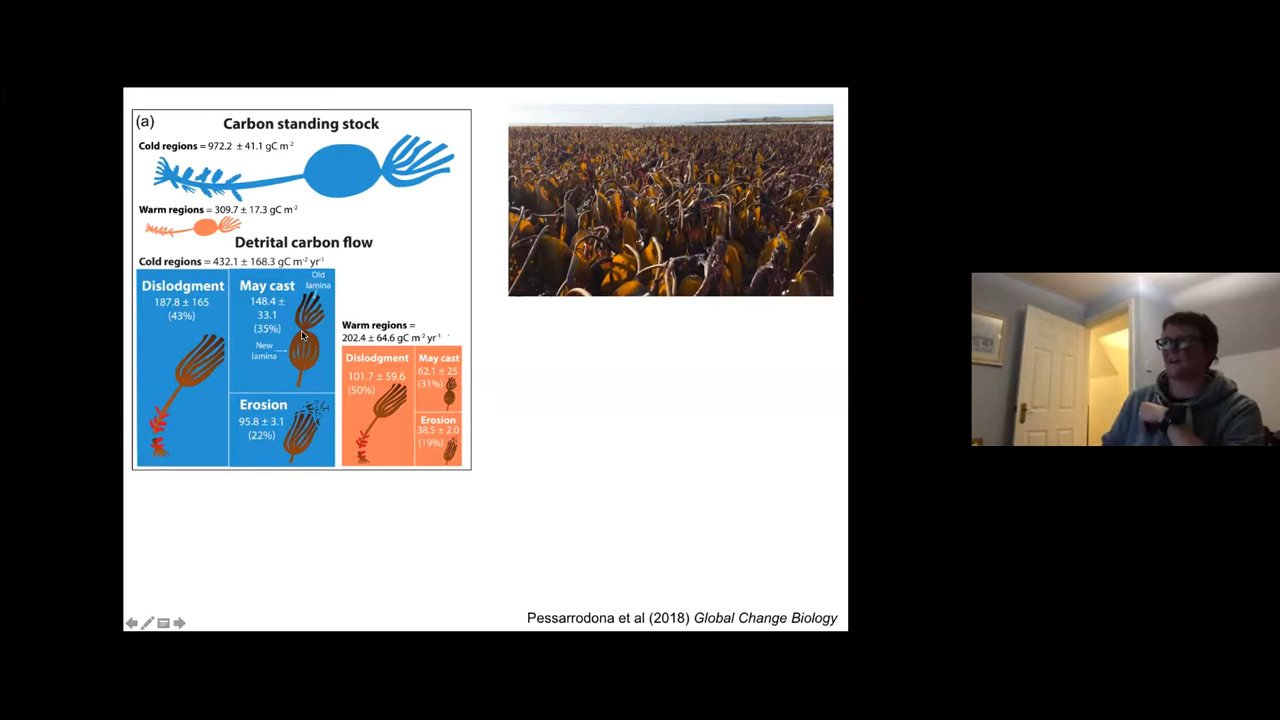 (a)
Carbon standing stock
Cold regions = 972.2 ± 41.1 gC m⁻²
Warm regions = 309.7 ± 17.3 gC m⁻²
Detrital carbon flow
Cold regions = 432.1 ± 168.3 gC m⁻² yr⁻¹
Dislodgment
187.8 ± 165
(43%)
May cast
148.4 ±
33.1
(35%)
Old
lamina
New
lamina
Erosion
95.8 ± 3.1
(22%)
Warm regions =
202.4 ± 64.6 gC m⁻² yr⁻¹
Dislodgment
101.7 ± 59.6
(50%)
May cast
62.1 ± 25
(31%)
Erosion
38.5 ± 2.0
(19%)
Pessarrodona et al (2018) Global Change Biology